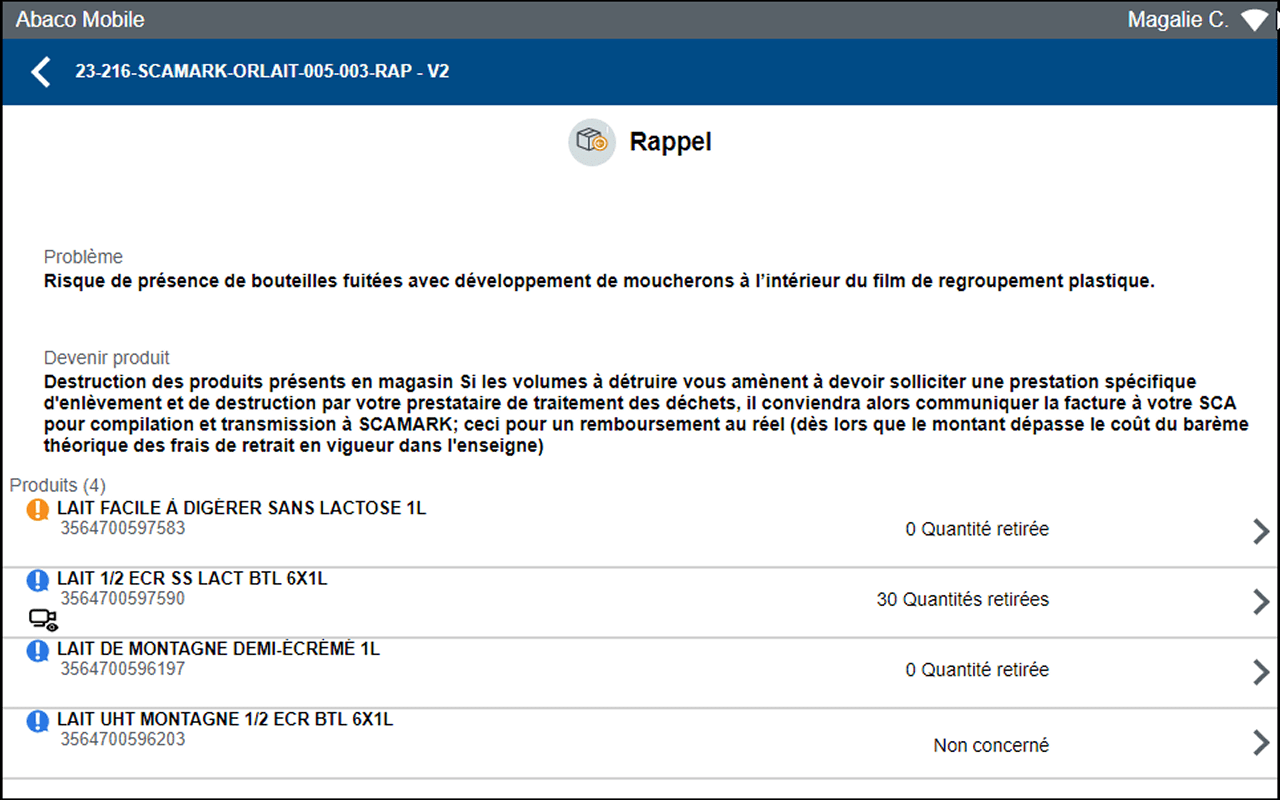 Abaco Mobile
Magalie C.
23-216-SCAMARK-ORLAIT-005-003-RAP - V2
Rappel
Problème
Risque de présence de bouteilles fuitées avec développement de moucherons à l’intérieur du film de regroupement plastique.
Devenir produit
Destruction des produits présents en magasin Si les volumes à détruire vous amènent à devoir solliciter une prestation spécifique
d'enlèvement et de destruction par votre prestataire de traitement des déchets, il conviendra alors communiquer la facture à votre SCA
pour compilation et transmission à SCAMARK; ceci pour un remboursement au réel (dès lors que le montant dépasse le coût du barème
théorique des frais de retrait en vigueur dans l'enseigne)
Produits (4)
LAIT FACILE À DIGÉRER SANS LACTOSE 1L
3564700597583
0 Quantité retirée
LAIT 1/2 ECR SS LACT BTL 6X1L
3564700597590
30 Quantités retirées
LAIT DE MONTAGNE DEMI-ÉCRÉMÉ 1L
3564700596197
0 Quantité retirée
LAIT UHT MONTAGNE 1/2 ECR BTL 6X1L
3564700596203
Non concerné